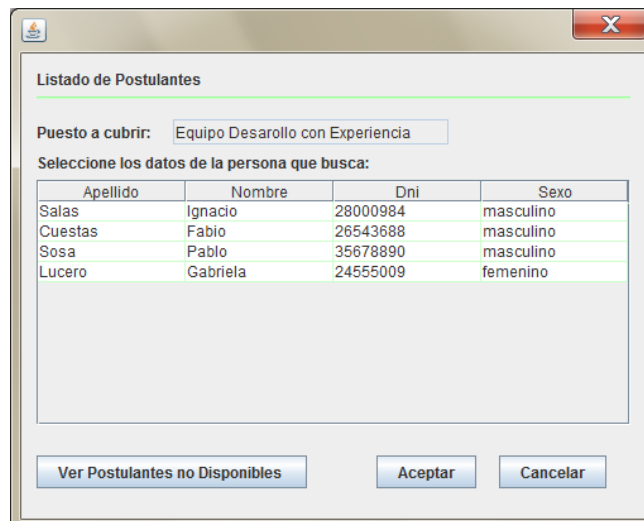 Listado de Postulantes
Puesto a cubrir: Equipo Desarollo con Experiencia
Seleccione los datos de la persona que busca:
Apellido Nombre Dni Sexo
Salas Ignacio 28000984 masculino
Cuestas Fabio 26543688 masculino
Sosa Pablo 35678890 masculino
Lucero Gabriela 24555009 femenino
Ver Postulantes no Disponibles Aceptar Cancelar